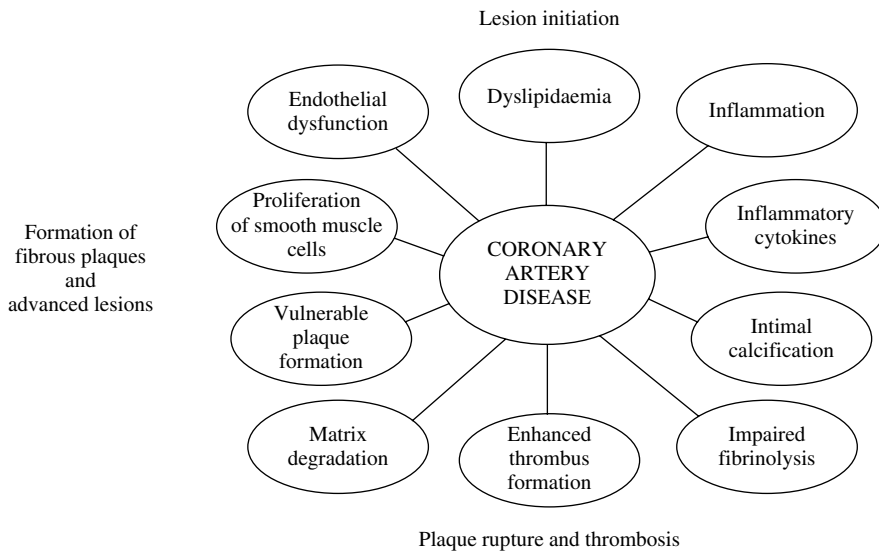 Lesion initiation
Endothelial
dysfunction
Dyslipidaemia
Inflammation
Proliferation
of smooth muscle
cells
Inflammatory
cytokines
Formation of
fibrous plaques
and
advanced lesions
CORONARY
ARTERY
DISEASE
Vulnerable
plaque
formation
Intimal
calcification
Matrix
degradation
Enhanced
thrombus
formation
Impaired
fibrinolysis
Plaque rupture and thrombosis